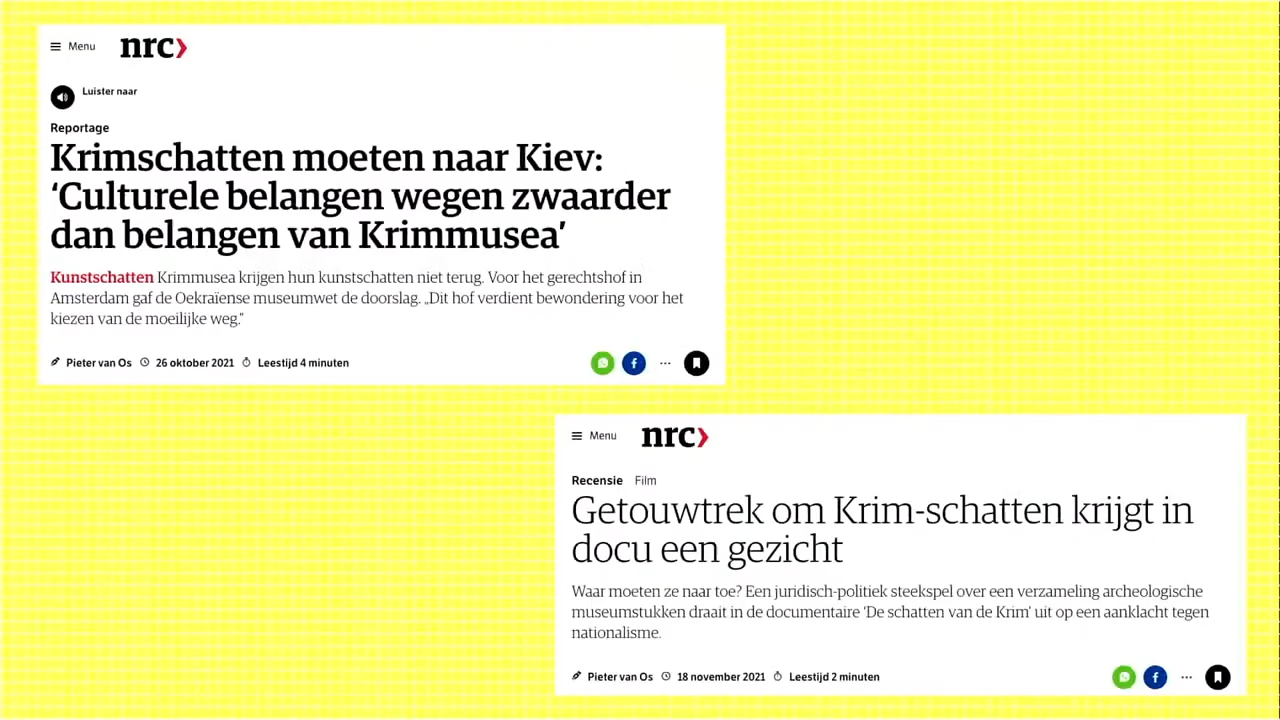 Menu nrc
Luister naar
Reportage
Krimschatten moeten naar Kiev:
‘Culturele belangen wegen zwaarder
dan belangen van Krimmusea’
Kunstschatten Krimmusea krijgen hun kunstschatten niet terug. Voor het gerechtshof in
Amsterdam gaf de Oekraïense museumwet de doorslag. „Dit hof verdient bewondering voor het
kiezen van de moeilijke weg.”
Pieter van Os 26 oktober 2021 Leestijd 4 minuten
Menu nrc
Recensie Film
Getouwtrek om Krim-schatten krijgt in
docu een gezicht
Waar moeten ze naar toe? Een juridisch-politiek steekspel over een verzameling archeologische
museumstukken draait in de documentaire ‘De schatten van de Krim’ uit op een aanklacht tegen
nationalisme.
Pieter van Os 18 november 2021 Leestijd 2 minuten